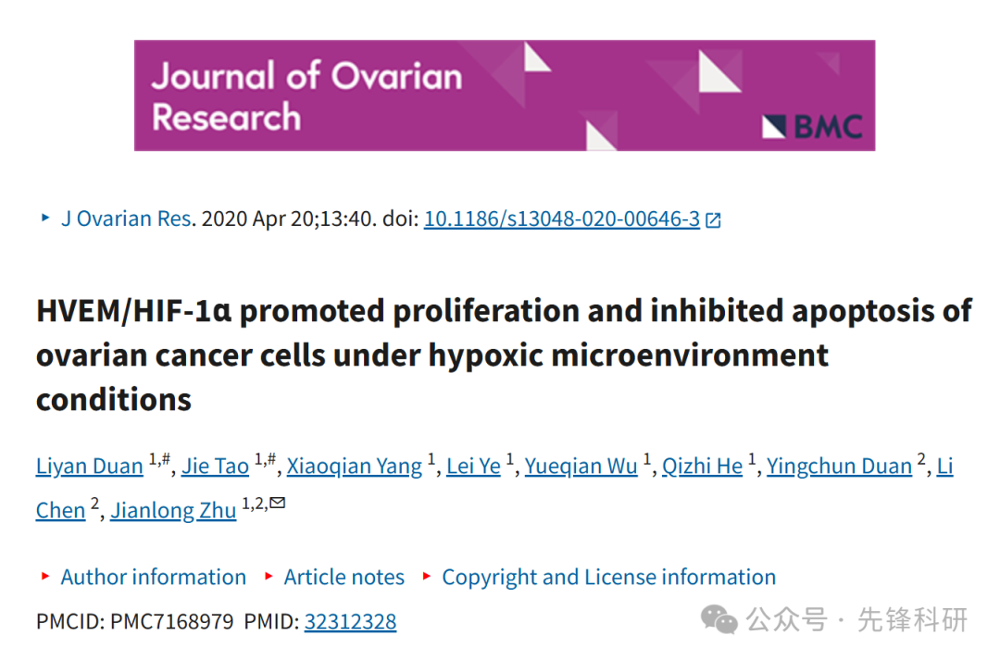 Journal of Ovarian
Research
BMC
‣ J Ovarian Res. 2020 Apr 20;13:40. doi: 10.1186/s13048-020-00646-3
HVEM/HIF-1α promoted proliferation and inhibited apoptosis of
ovarian cancer cells under hypoxic microenvironment
conditions
Liyan Duan 1,#, Jie Tao 1,#, Xiaoqian Yang 1, Lei Ye 1, Yueqian Wu 1, Qizhi He 1, Yingchun Duan 2, Li
Chen 2, Jianlong Zhu 1,2,✉
‣ Author information ‣ Article notes ‣ Copyright and License information
PMCID: PMC7168979 PMID: 32312328
公众号 · 先锋科研